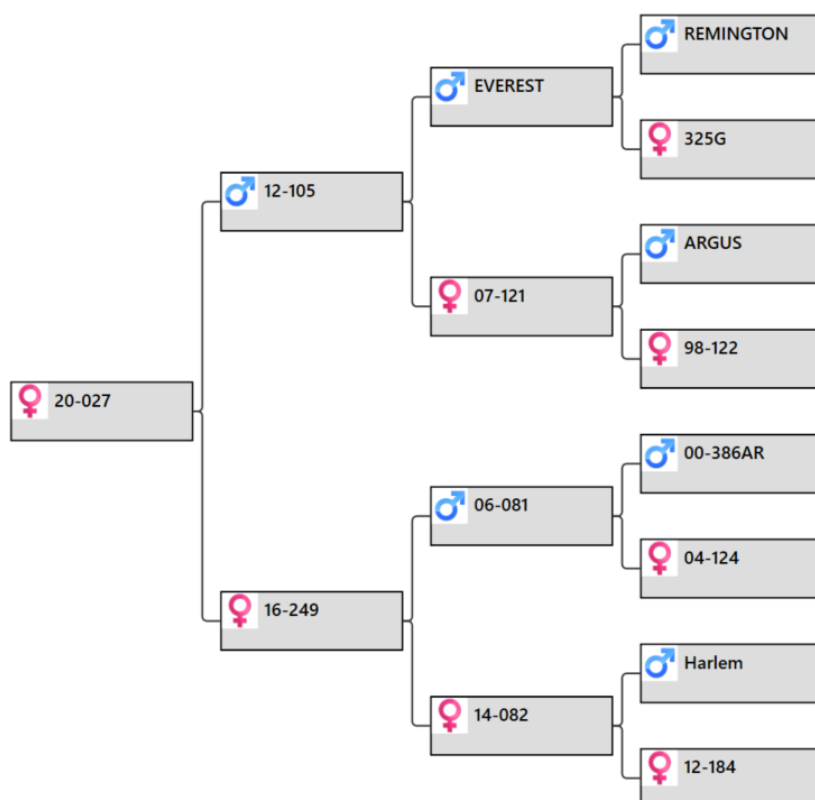 REMINGTON
EVEREST
325G
12-105
ARGUS
07-121
98-122
20-027
00-386AR
06-081
04-124
16-249
Harlem
14-082
12-184